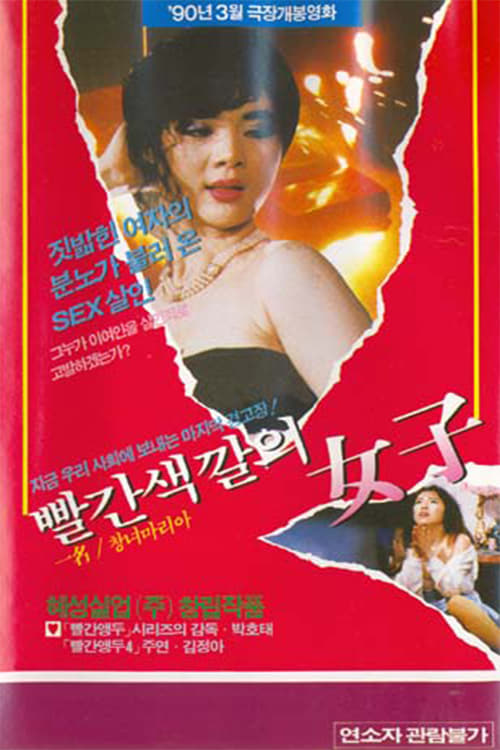 '90년 3월 극장개봉영화
짓밟힌 여자의
분노가 불러 온
SEX 살인
그누가 이여인을 살인죄로
고발하겠는가?
지금 우리 사회에 보내는 마지막 경고장!
빨간색깔의 女子
一名 / 창녀마리아
혜성실업(주) 창립작품
「빨간앵두」시리즈의 감독·박호태
「빨간앵두4」주연·김정아
연소자 관람불가